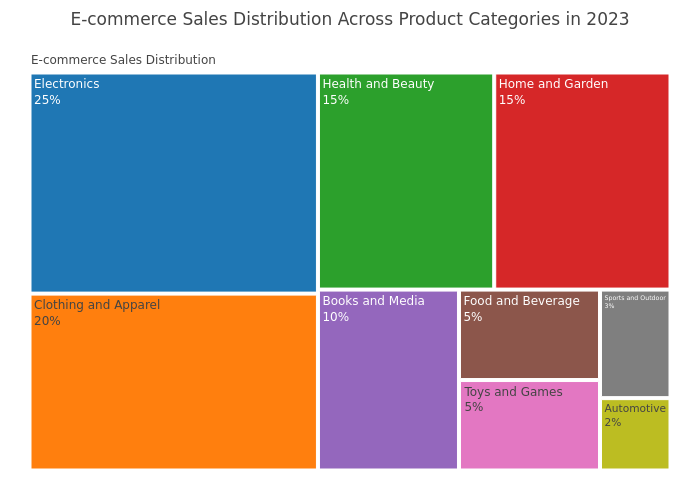 E-commerce Sales Distribution Across Product Categories in 2023
E-commerce Sales Distribution
Electronics
25%
Health and Beauty
15%
Home and Garden
15%
Clothing and Apparel
20%
Books and Media
10%
Food and Beverage
5%
Sports and Outdoor
3%
Toys and Games
5%
Automotive
2%